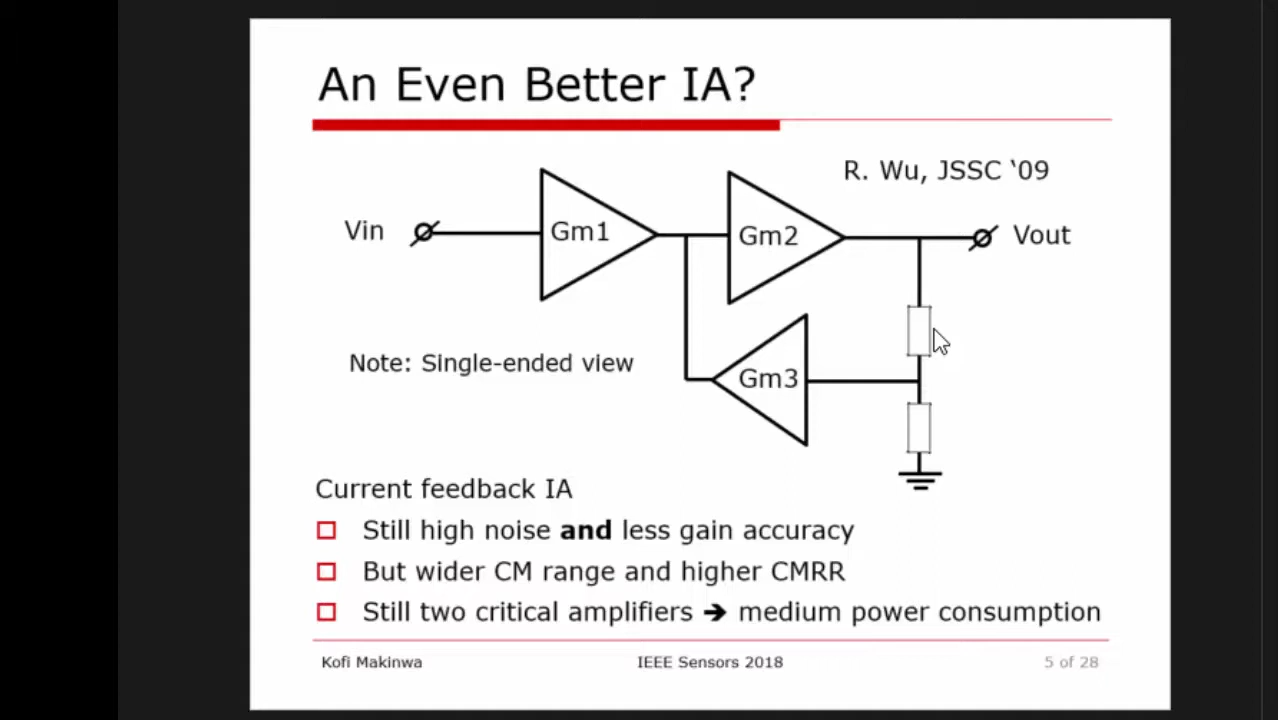 An Even Better IA?
R. Wu, JSSC ‘09
Vin
Gm1
Gm2
Vout
Note: Single-ended view
Gm3
Current feedback IA
Still high noise and less gain accuracy
But wider CM range and higher CMRR
Still two critical amplifiers ➔ medium power consumption
Kofi Makinwa
IEEE Sensors 2018
5 of 28